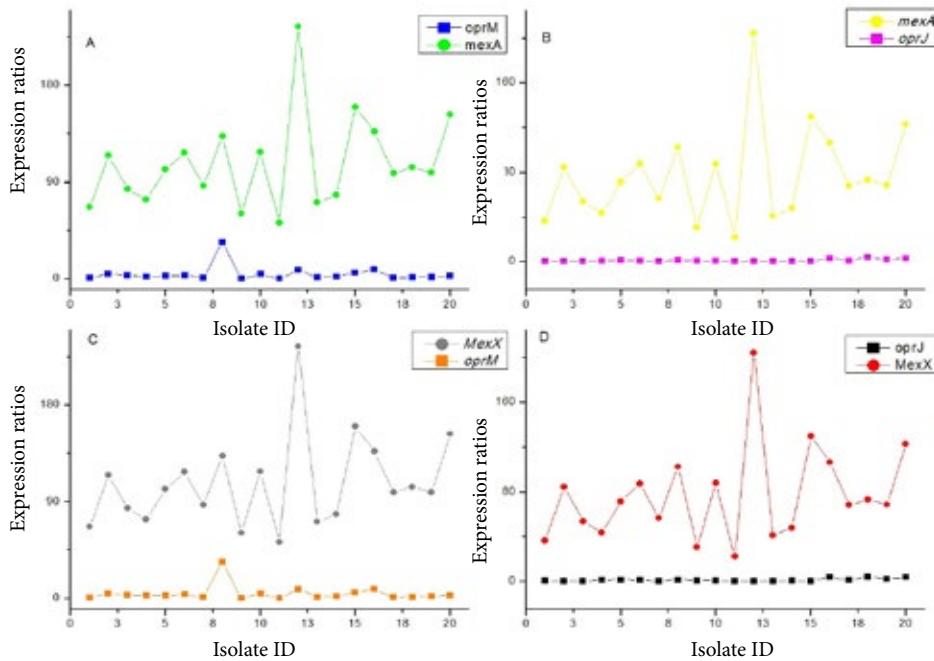 A
oprM
mexA
Expression ratios
180
90
0
0 3 5 8 10 13 15 18 20
Isolate ID
B
mexA
oprJ
Expression ratios
160
80
0
0 3 5 8 10 13 15 18 20
Isolate ID
C
MexX
oprM
Expression ratios
180
90
0
0 3 5 8 10 13 15 18 20
Isolate ID
D
oprJ
MexX
Expression ratios
160
80
0
0 3 5 8 10 13 15 18 20
Isolate ID